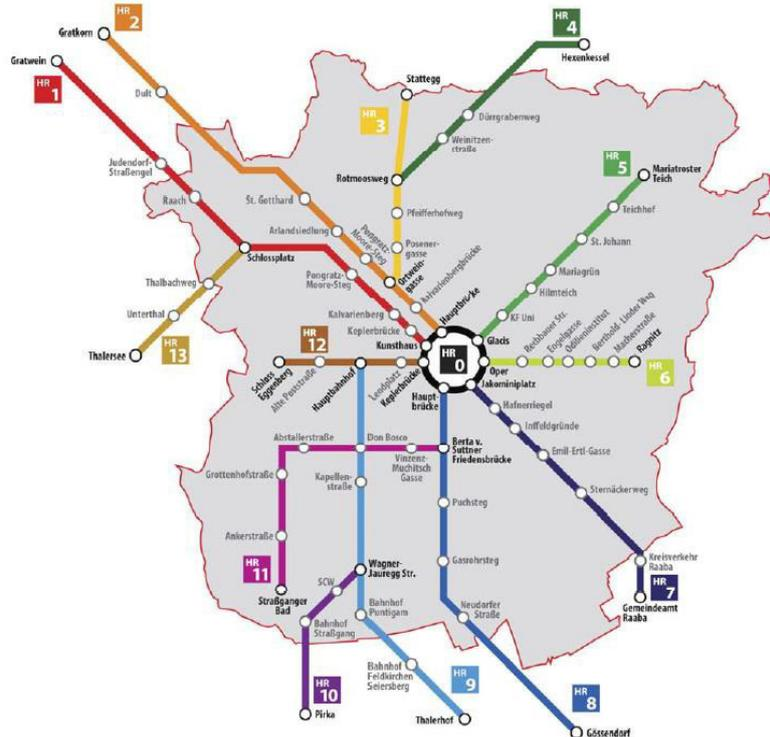 HR
2
Gratkorn
HR
4
Hexenkessel
Gratwein
HR
1
Stattegg
Dult
HR
3
Dürrgrabenweg
Weinitzen-
straße
HR
5
Judendorf-
Straßengel
Rotmoosweg
Mariatroster
Teich
Raach
St. Gotthard
Pfeifferhofweg
Teichhof
Arlandsiedlung
Pongratz-
Moore-Steg
Posener-
gasse
St. Johann
Schlossplatz
Ortwein-
gasse
Mariagrün
Pongratz-
Moore-Steg
Kalvarienbergbrücke
Hilmteich
Thalbachweg
Hauptbrücke
KF Uni
Unterthal
Kalvarienberg
Keplerbrücke
Kunsthaus
Glacis
Rechbauer Str.
Engelgasse
Odilieninstitut
Berthold- Linder Weg
Macherstraße
Ragnitz
Thalersee
HR
13
HR
12
HR
0
Oper
HR
6
Schloss
Eggenberg
Alte Poststraße
Hauptbahnhof
Lendplatz
Keplerbrücke
Haupt-
brücke
Jakominiplatz
Hafnerriegel
Inffeldgründe
Abstallerstraße
Don Bosco
Berta v.
Suttner
Friedensbrücke
Vinzenz-
Muchitsch
Gasse
Emil-Ertl-Gasse
Grottenhofstraße
Kapellen-
straße
Sternäckerweg
Puchsteg
Ankerstraße
Gasrohrsteg
Kreisverkehr
Raaba
HR
11
Wagner-
Jauregg Str.
HR
7
Straßganger
Bad
SCW
Gemeindeamt
Raaba
Bahnhof
Puntigam
Neudorfer
Straße
Bahnhof
Straßgang
Bahnhof
Feldkirchen
Seiersberg
HR
10
HR
9
HR
8
Pirka
Thalerhof
Gössendorf